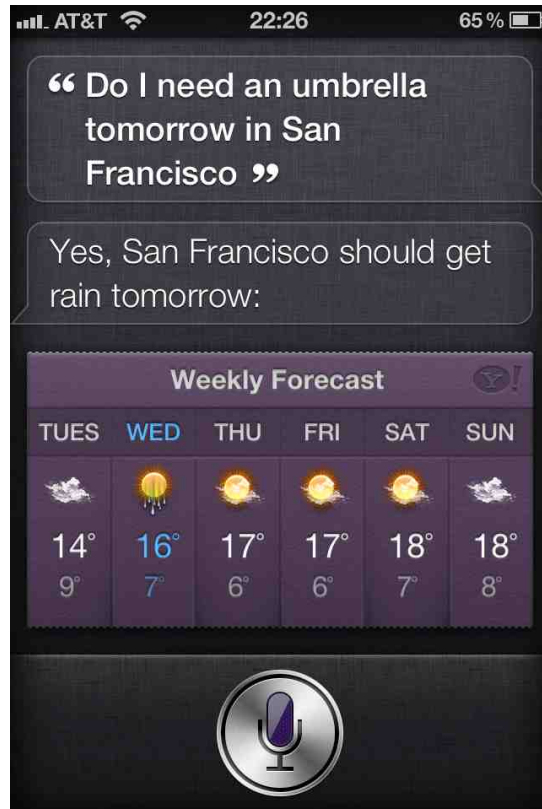 AT&T 22:26 65%
“ Do I need an umbrella
tomorrow in San
Francisco ”
Yes, San Francisco should get
rain tomorrow:
Weekly Forecast Y!
TUES WED THU FRI SAT SUN
14° 16° 17° 17° 18° 18°
9° 7° 6° 6° 7° 8°